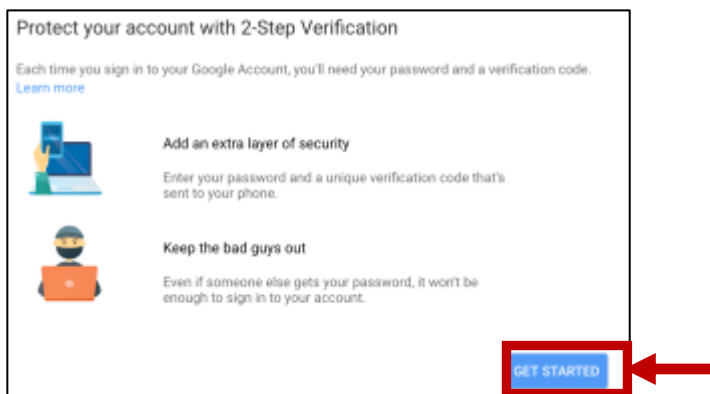 Protect your account with 2-Step Verification
Each time you sign in to your Google Account, you'll need your password and a verification code.
Learn more
Add an extra layer of security
Enter your password and a unique verification code that's
sent to your phone.
Keep the bad guys out
Even if someone else gets your password, it won't be
enough to sign in to your account.
GET STARTED